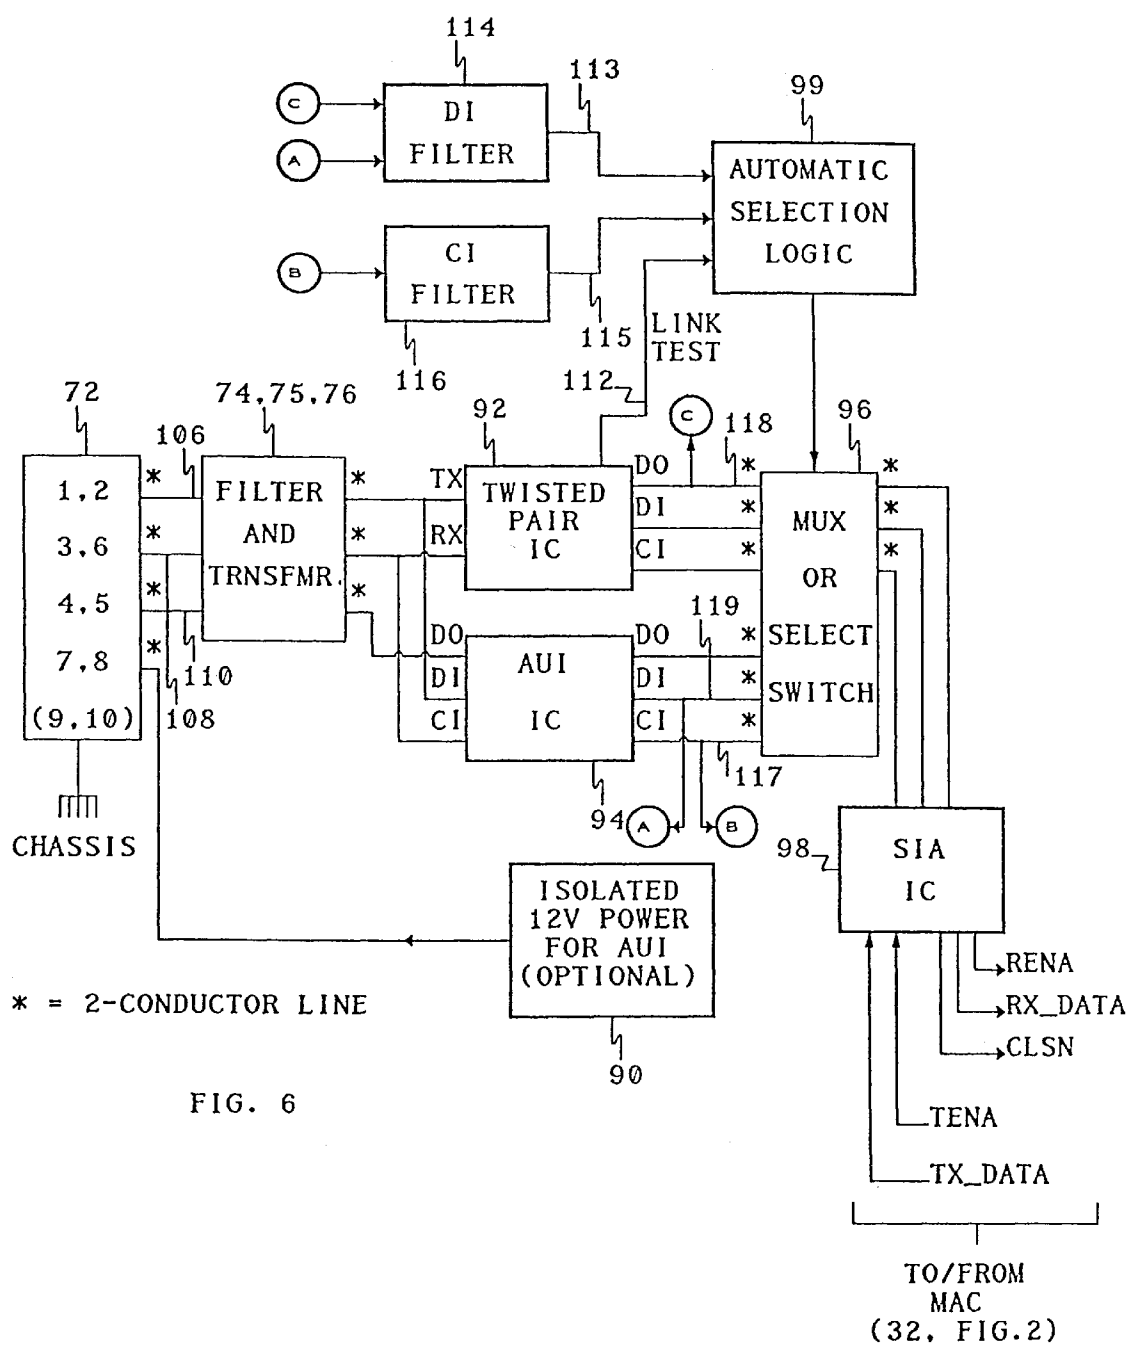 114
113
99
C
DI
FILTER
A
AUTOMATIC
SELECTION
LOGIC
CI
FILTER
B
115
LINK
TEST
116
112
72
74,75,76
92
C
118
96
106
*
*
TX
DO
*
*
1,2
FILTER
TWISTED
DI
*
*
MUX
3,6
*
AND
*
RX
PAIR
CI
*
*
OR
TRNSFMR.
IC
4,5
*
*
119
SELECT
7,8
*
110
DO
AUI
DO
*
SWITCH
DI
DI
*
(9,10)
108
CI
IC
CI
*
117
94
A
B
CHASSIS
98
SIA
IC
ISOLATED
12V POWER
FOR AUI
(OPTIONAL)
RENA
* = 2-CONDUCTOR LINE
RX_DATA
CLSN
90
FIG. 6
TENA
TX_DATA
TO/FROM
MAC
(32, FIG.2)